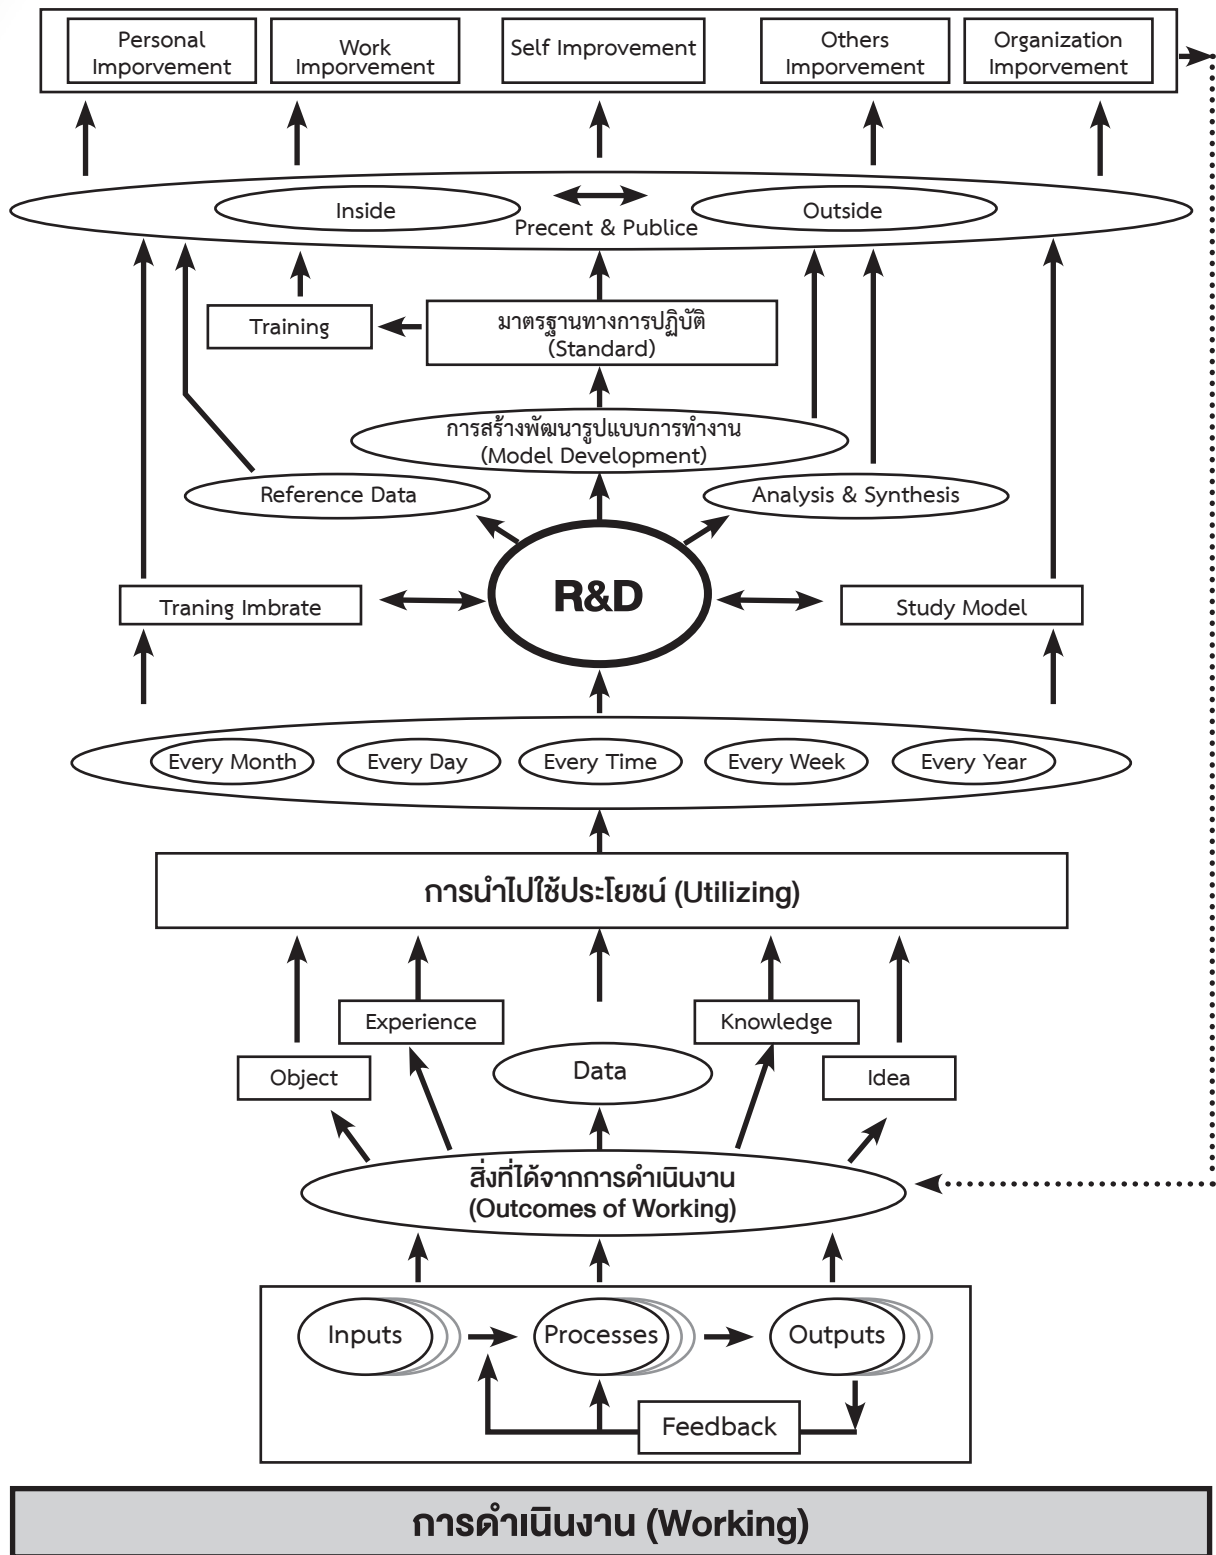 Personal
Imporvement
Work
Imporvement
Self Improvement
Others
Imporvement
Organization
Imporvement
Inside
Outside
Precent & Publice
Training
มาตรฐานทางการปฏิบัติ
(Standard)
การสร้างพัฒนารูปแบบการทำงาน
(Model Development)
Reference Data
Analysis & Synthesis
R&D
Traning Imbrate
Study Model
Every Month
Every Day
Every Time
Every Week
Every Year
การนำไปใช้ประโยชน์ (Utilizing)
Experience
Knowledge
Object
Data
Idea
สิ่งที่ได้จากการดำเนินงาน
(Outcomes of Working)
Inputs
Processes
Outputs
Feedback
การดำเนินงาน (Working)